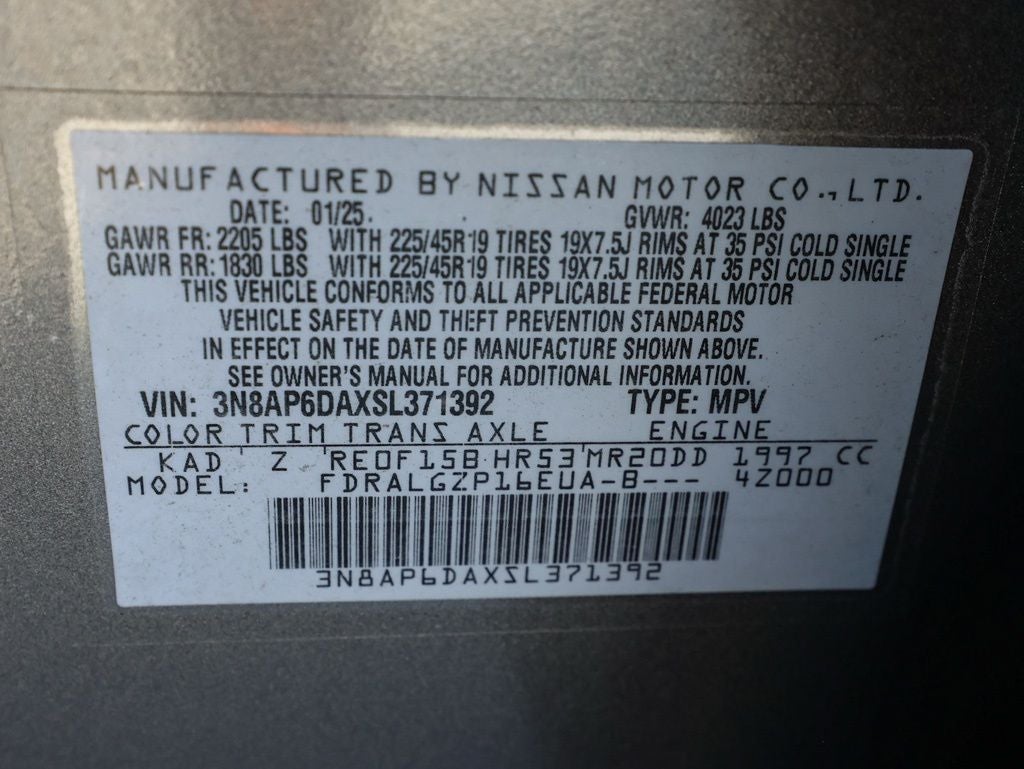 MANUFACTURED BY NISSAN MOTOR CO., LTD.
DATE: 01/25. GVWR: 4023 LBS
GAWR FR: 2205 LBS WITH 225/45R19 TIRES 19X7.5J RIMS AT 35 PSI COLD SINGLE
GAWR RR: 1830 LBS WITH 225/45R19 TIRES 19X7.5J RIMS AT 35 PSI COLD SINGLE
THIS VEHICLE CONFORMS TO ALL APPLICABLE FEDERAL MOTOR
VEHICLE SAFETY AND THEFT PREVENTION STANDARDS
IN EFFECT ON THE DATE OF MANUFACTURE SHOWN ABOVE.
SEE OWNER'S MANUAL FOR ADDITIONAL INFORMATION.
VIN: 3N8AP6DAXSL371392 TYPE: MPV
COLOR TRIM TRANS AXLE ENGINE
KAD Z RE0F15B HR53 MR20DD 1997 CC
MODEL: FDRALGZP16EUA-B--- 4Z000
3N8AP6DAXSL371392